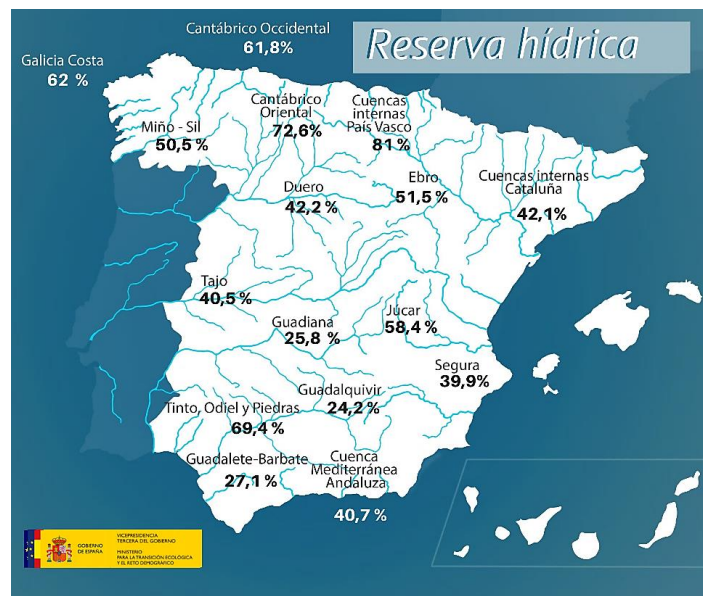 Reserva hídrica
Cantábrico Occidental
61,8%
Galicia Costa
62 %
Cantábrico
Oriental
72,6%
Cuencas
internas
País Vasco
81 %
Miño - Sil
50,5 %
Duero
42,2 %
Ebro
51,5 %
Cuencas internas
Cataluña
42,1%
Tajo
40,5 %
Guadiana
25,8 %
Júcar
58,4 %
Segura
39,9%
Guadalquivir
24,2 %
Tinto, Odiel y Piedras
69,4 %
Guadalete-Barbate
27,1 %
Cuenca
Mediterránea
Andaluza
40,7 %
GOBIERNO
DE ESPAÑA
VICEPRESIDENCIA
TERCERA DEL GOBIERNO
MINISTERIO
PARA LA TRANSICIÓN ECOLÓGICA
Y EL RETO DEMOGRÁFICO